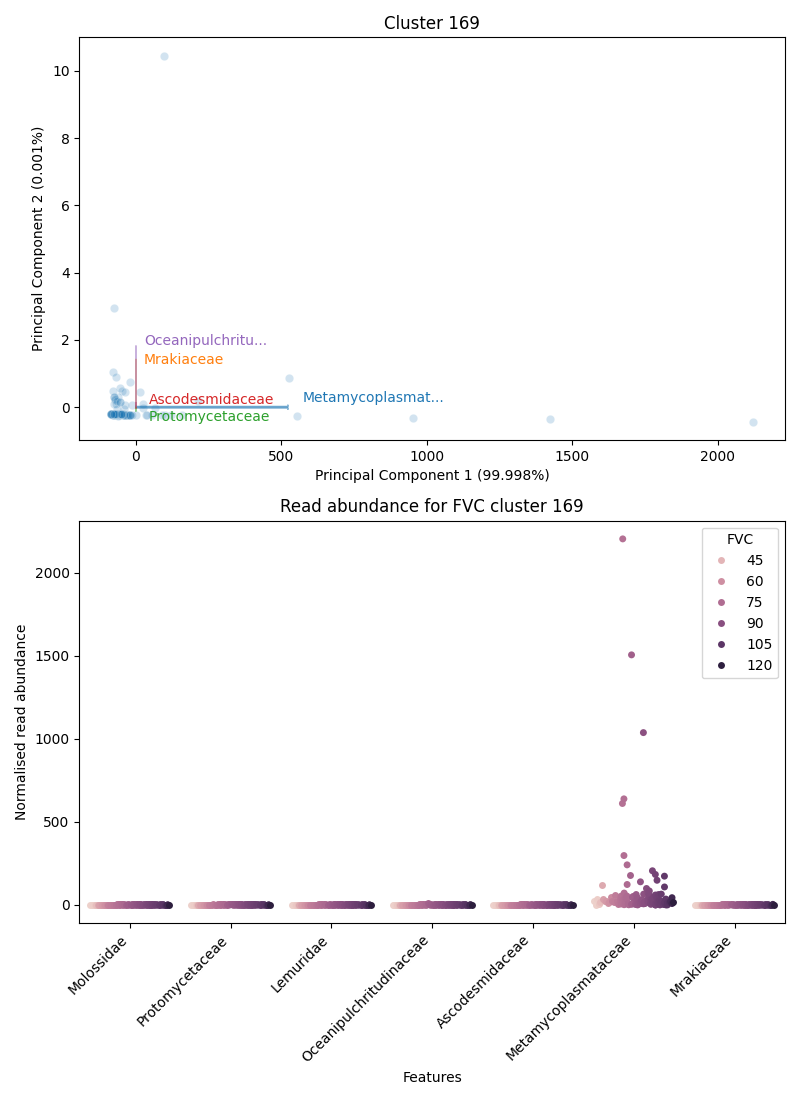 Cluster 169
Principal Component 2 (0.001%)
10
8
6
4
2
0
Oceanipulchritu...
Mrakiaceae
Ascodesmidaceae
Metamycoplasmat...
Protomycetaceae
0 500 1000 1500 2000
Principal Component 1 (99.998%)
Read abundance for FVC cluster 169
Normalised read abundance
2000
1500
1000
500
0
FVC
45
60
75
90
105
120
Molossidae
Protomycetaceae
Lemuridae
Oceanipulchritudinaceae
Ascodesmidaceae
Metamycoplasmataceae
Mrakiaceae
Features